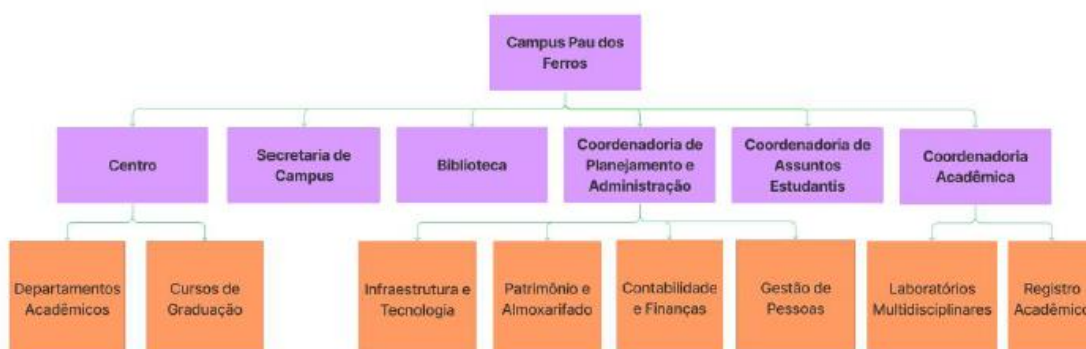 Campus Pau dos
Ferros
Centro
Secretaria de
Campus
Biblioteca
Coordenadoria de
Planejamento e
Administração
Coordenadoria de
Assuntos
Estudantis
Coordenadoria
Acadêmica
Departamentos
Acadêmicos
Cursos de
Graduação
Infraestrutura e
Tecnologia
Patrimônio e
Almoxarifado
Contabilidade
e Finanças
Gestão de
Pessoas
Laboratórios
Multidisciplinares
Registro
Acadêmico